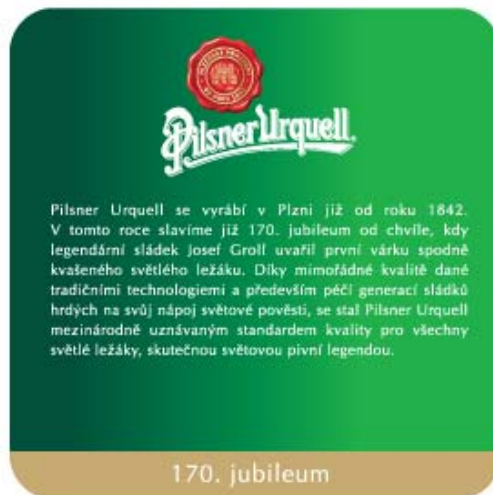 Pilsner Urquell
Pilsner Urquell se vyrábí v Plzni již od roku 1842.
V tomto roce slavíme již 170. jubileum od chvíle, kdy
legendární sládek Josef Groll uvařil první várku spodně
kvašeného světlého ležáku. Díky mimořádné kvalitě dané
tradičními technologiemi a především péčí generací sládků
hrdých na svůj nápoj světové pověsti, se stal Pilsner Urquell
mezinárodně uznávaným standardem kvality pro všechny
světlé ležáky, skutečnou světovou pivní legendou.
170. jubileum